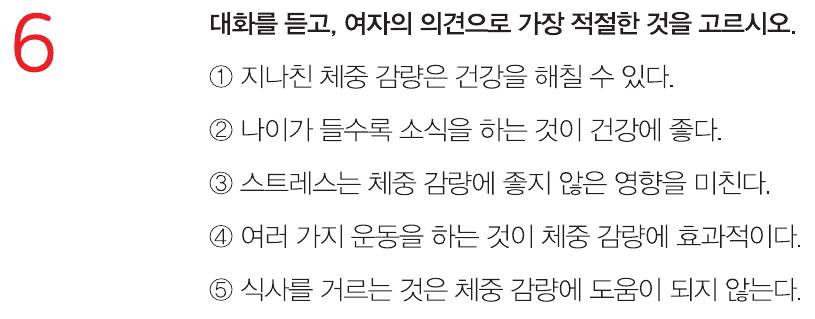 6
대화를 듣고, 여자의 의견으로 가장 적절한 것을 고르시오.
① 지나친 체중 감량은 건강을 해칠 수 있다.
② 나이가 들수록 소식을 하는 것이 건강에 좋다.
③ 스트레스는 체중 감량에 좋지 않은 영향을 미친다.
④ 여러 가지 운동을 하는 것이 체중 감량에 효과적이다.
⑤ 식사를 거르는 것은 체중 감량에 도움이 되지 않는다.